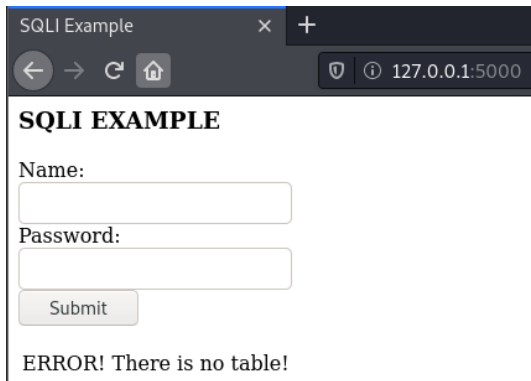 SQLI Example
127.0.0.1:5000
SQLI EXAMPLE
Name:
Password:
Submit
ERROR! There is no table!